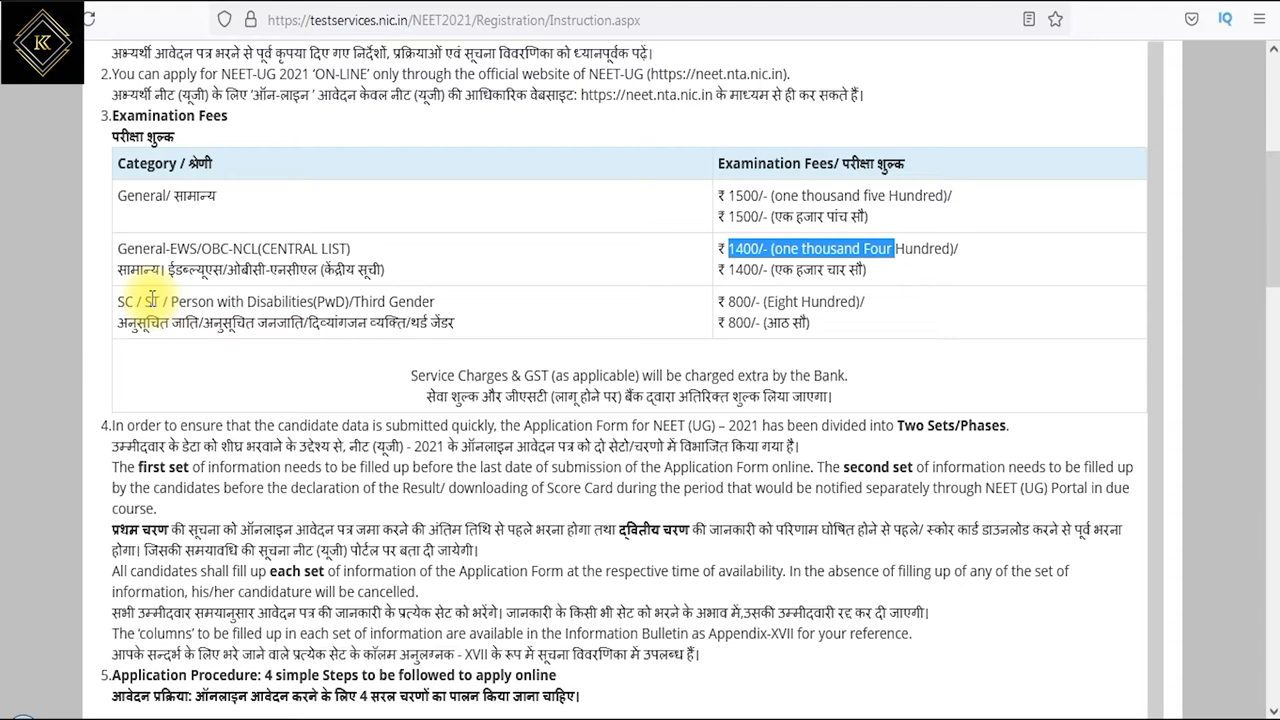 K
https://testservices.nic.in/NEET2021/Registration/Instruction.aspx
IQ
अभ्यर्थी आवेदन पत्र भरने से पूर्व कृपया दिए गए निर्देशों, प्रक्रियाओं एवं सूचना विवरणिका को ध्यानपूर्वक पढ़ें|
2.You can apply for NEET-UG 2021 ‘ON-LINE’ only through the official website of NEET-UG (https://neet.nta.nic.in).
अभ्यर्थी नीट (यूजी) के लिए ‘ऑन-लाइन ’ आवेदन केवल नीट (यूजी) की आधिकारिक वेबसाइट: https://neet.nta.nic.in के माध्यम से ही कर सकते हैं।
3.Examination Fees
परीक्षा शुल्क
Category / श्रेणी
Examination Fees/ परीक्षा शुल्क
General/ सामान्य
₹ 1500/- (one thousand five Hundred)/
₹ 1500/- (एक हजार पांच सौ)
General-EWS/OBC-NCL(CENTRAL LIST)
सामान्य। ईडब्ल्यूएस/ओबीसी-एनसीएल (केंद्रीय सूची)
₹ 1400/- (one thousand Four Hundred)/
₹ 1400/- (एक हजार चार सौ)
SC / ST / Person with Disabilities(PwD)/Third Gender
अनुसूचित जाति/अनुसूचित जनजाति/दिव्यांगजन व्यक्ति/थर्ड जेंडर
₹ 800/- (Eight Hundred)/
₹ 800/- (आठ सौ)
Service Charges & GST (as applicable) will be charged extra by the Bank.
सेवा शुल्क और जीएसटी (लागू होने पर) बैंक द्वारा अतिरिक्त शुल्क लिया जाएगा।
4.In order to ensure that the candidate data is submitted quickly, the Application Form for NEET (UG) – 2021 has been divided into Two Sets/Phases.
उम्मीदवार के डेटा को शीघ्र भरवाने के उद्देश्य से, नीट (यूजी) - 2021 के ऑनलाइन आवेदन पत्र को दो सेटो/चरणो में विभाजित किया गया है।
The first set of information needs to be filled up before the last date of submission of the Application Form online. The second set of information needs to be filled up
by the candidates before the declaration of the Result/ downloading of Score Card during the period that would be notified separately through NEET (UG) Portal in due
course.
प्रथम चरण की सूचना को ऑनलाइन आवेदन पत्र जमा करने की अंतिम तिथि से पहले भरना होगा तथा द्वितीय चरण की जानकारी को परिणाम घोषित होने से पहले/ स्कोर कार्ड डाउनलोड करने से पूर्व भरना
होगा। जिसकी समयावधि की सूचना नीट (यूजी) पोर्टल पर बता दी जायेगी।
All candidates shall fill up each set of information of the Application Form at the respective time of availability. In the absence of filling up of any of the set of
information, his/her candidature will be cancelled.
सभी उम्मीदवार समयानुसार आवेदन पत्र की जानकारी के प्रत्येक सेट को भरेंगे। जानकारी के किसी भी सेट को भरने के अभाव में,उसकी उम्मीदवारी रद्द कर दी जाएगी।
The ‘columns’ to be filled up in each set of information are available in the Information Bulletin as Appendix-XVII for your reference.
आपके सन्दर्भ के लिए भरे जाने वाले प्रत्येक सेट के कॉलम अनुलग्नक - XVII के रूप में सूचना विवरणिका में उपलब्ध हैं।
5.Application Procedure: 4 simple Steps to be followed to apply online
आवेदन प्रक्रिया: ऑनलाइन आवेदन करने के लिए 4 सरल चरणों का पालन किया जाना चाहिए।